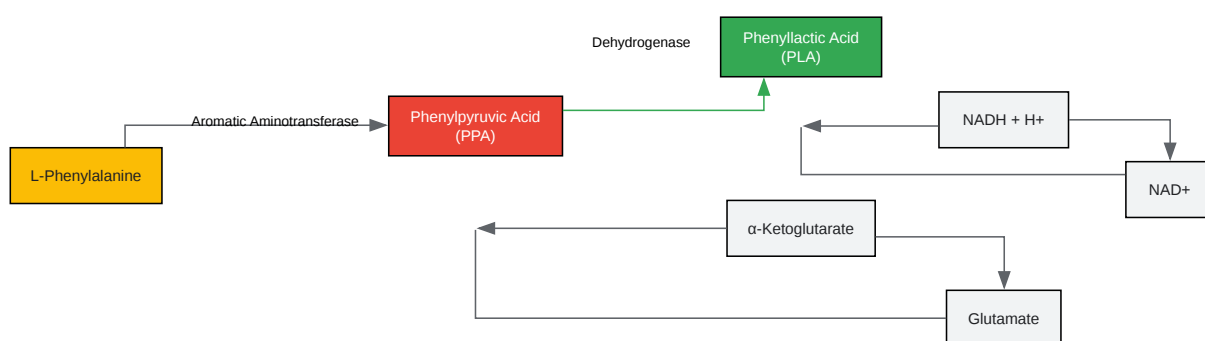 Dehydrogenase
Phenyllactic Acid
(PLA)
Aromatic Aminotransferase
Phenylpyruvic Acid
(PPA)
NADH + H+
L-Phenylalanine
NAD+
α-Ketoglutarate
Glutamate